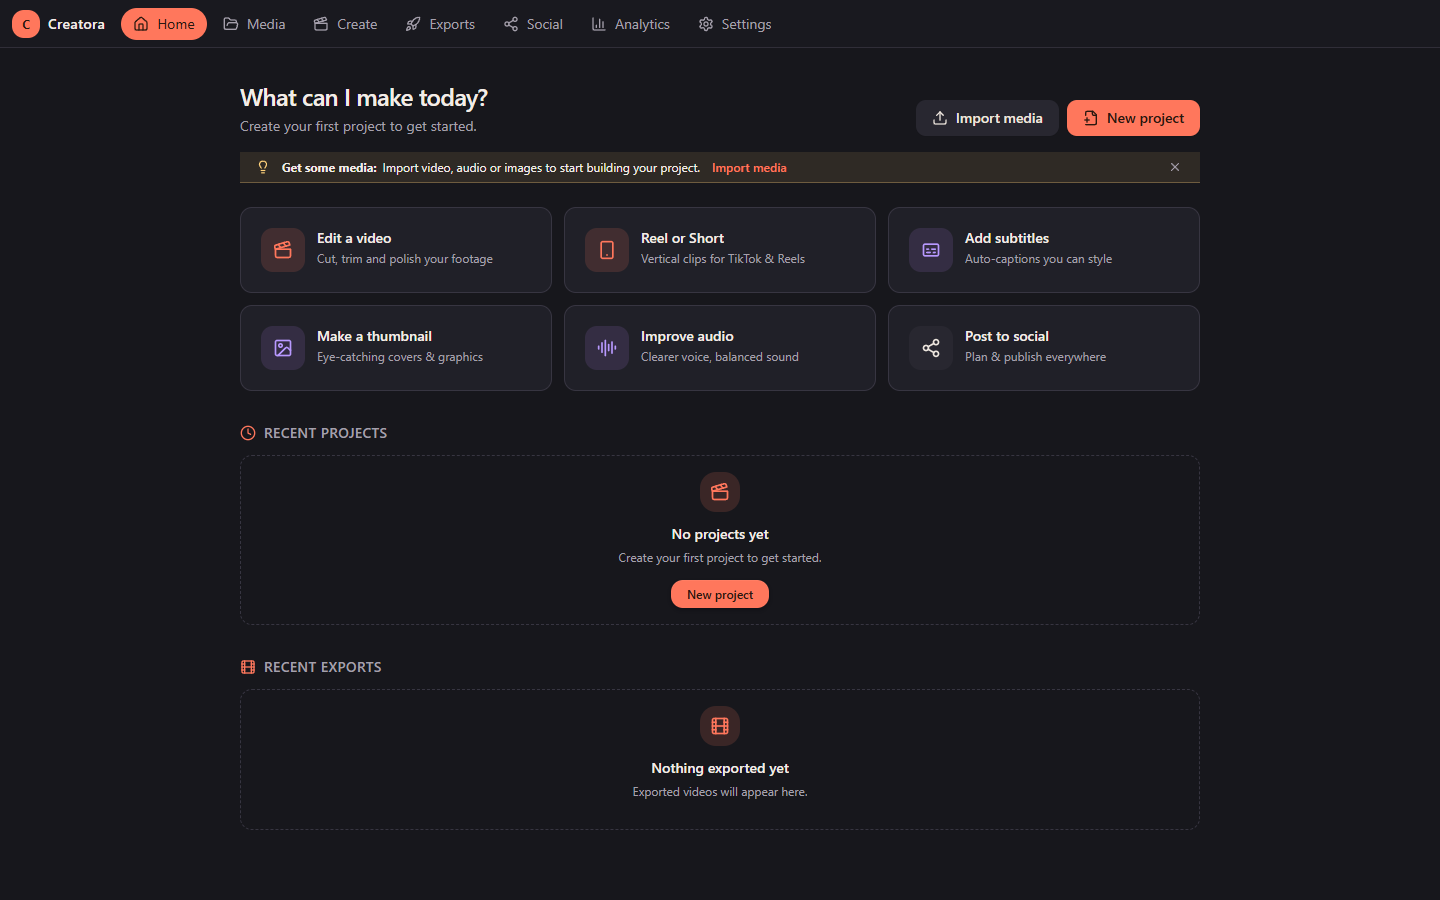 C Creatora Home Media Create Exports Social Analytics Settings
What can I make today?
Create your first project to get started.
Import media New project
Get some media: Import video, audio or images to start building your project. Import media
Edit a video
Cut, trim and polish your footage
Reel or Short
Vertical clips for TikTok & Reels
Add subtitles
Auto-captions you can style
Make a thumbnail
Eye-catching covers & graphics
Improve audio
Clearer voice, balanced sound
Post to social
Plan & publish everywhere
RECENT PROJECTS
No projects yet
Create your first project to get started.
New project
RECENT EXPORTS
Nothing exported yet
Exported videos will appear here.